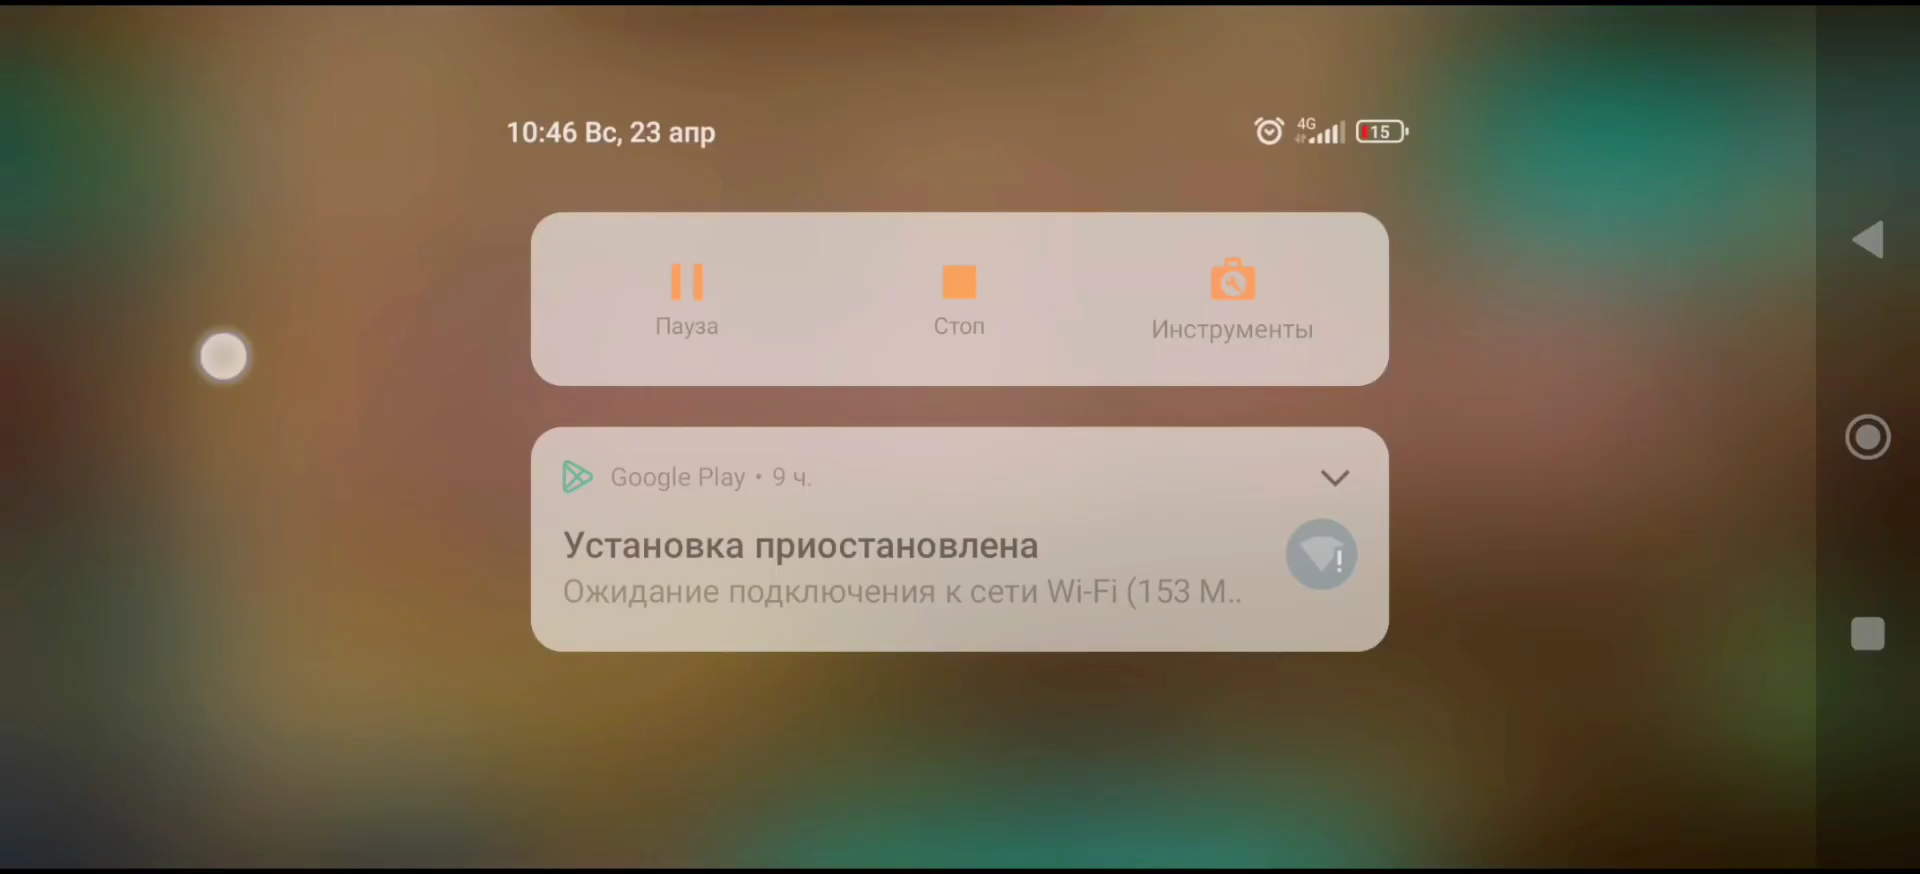 10:46 Вс, 23 апр
4G
15
Пауза
Стоп
Инструменты
Google Play • 9 ч.
Установка приостановлена
Ожидание подключения к сети Wi-Fi (153 М..